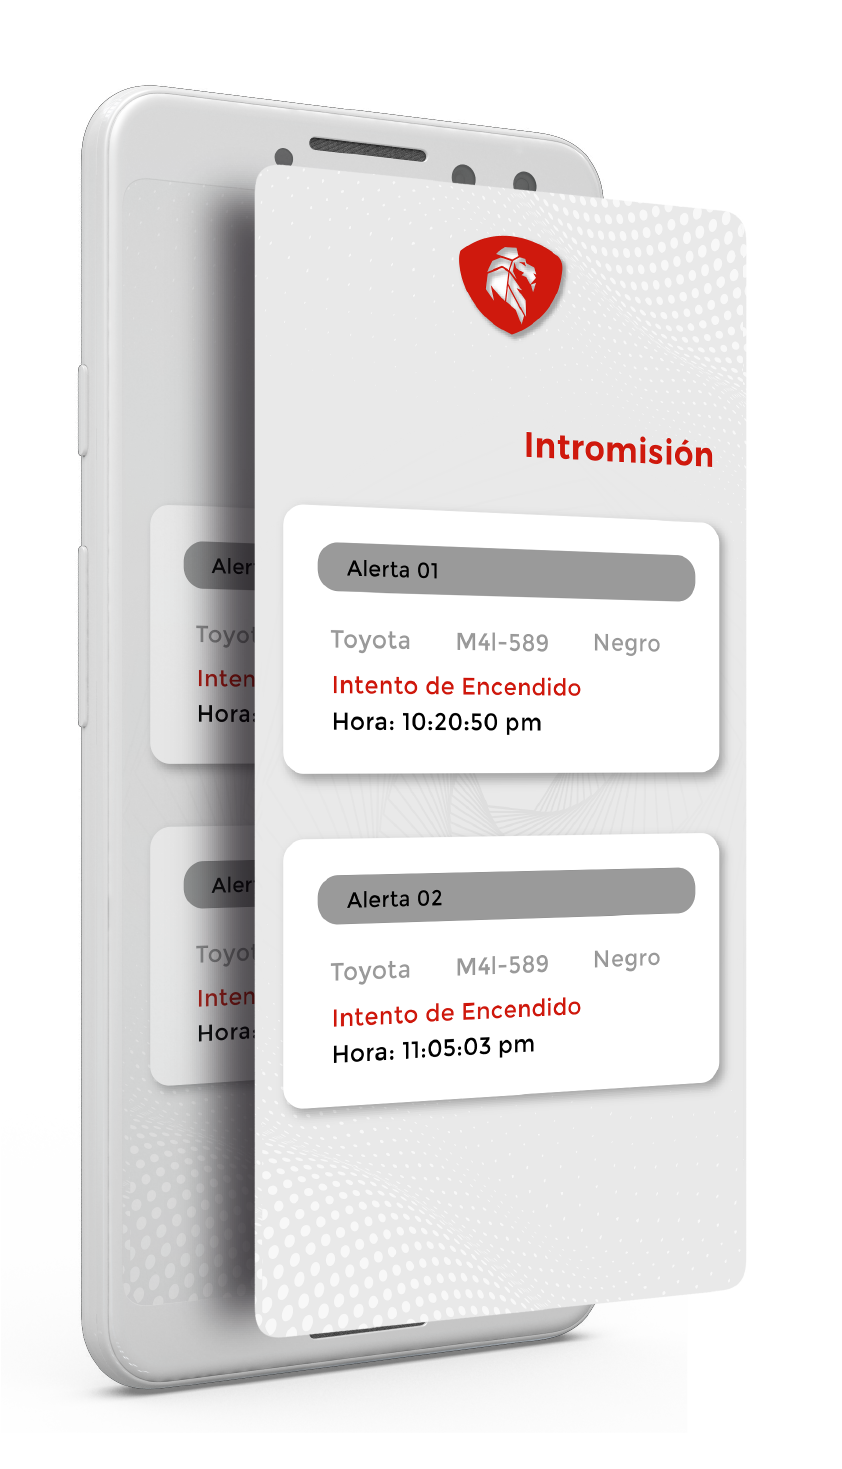 Intromisión
Alerta 01
Toyota M4l-589 Negro
Intento de Encendido
Hora: 10:20:50 pm
Alerta 02
Toyota M4l-589 Negro
Intento de Encendido
Hora: 11:05:03 pm
Aler
Toyot
Inten
Hora:
Aler
Toyot
Inten
Hora: